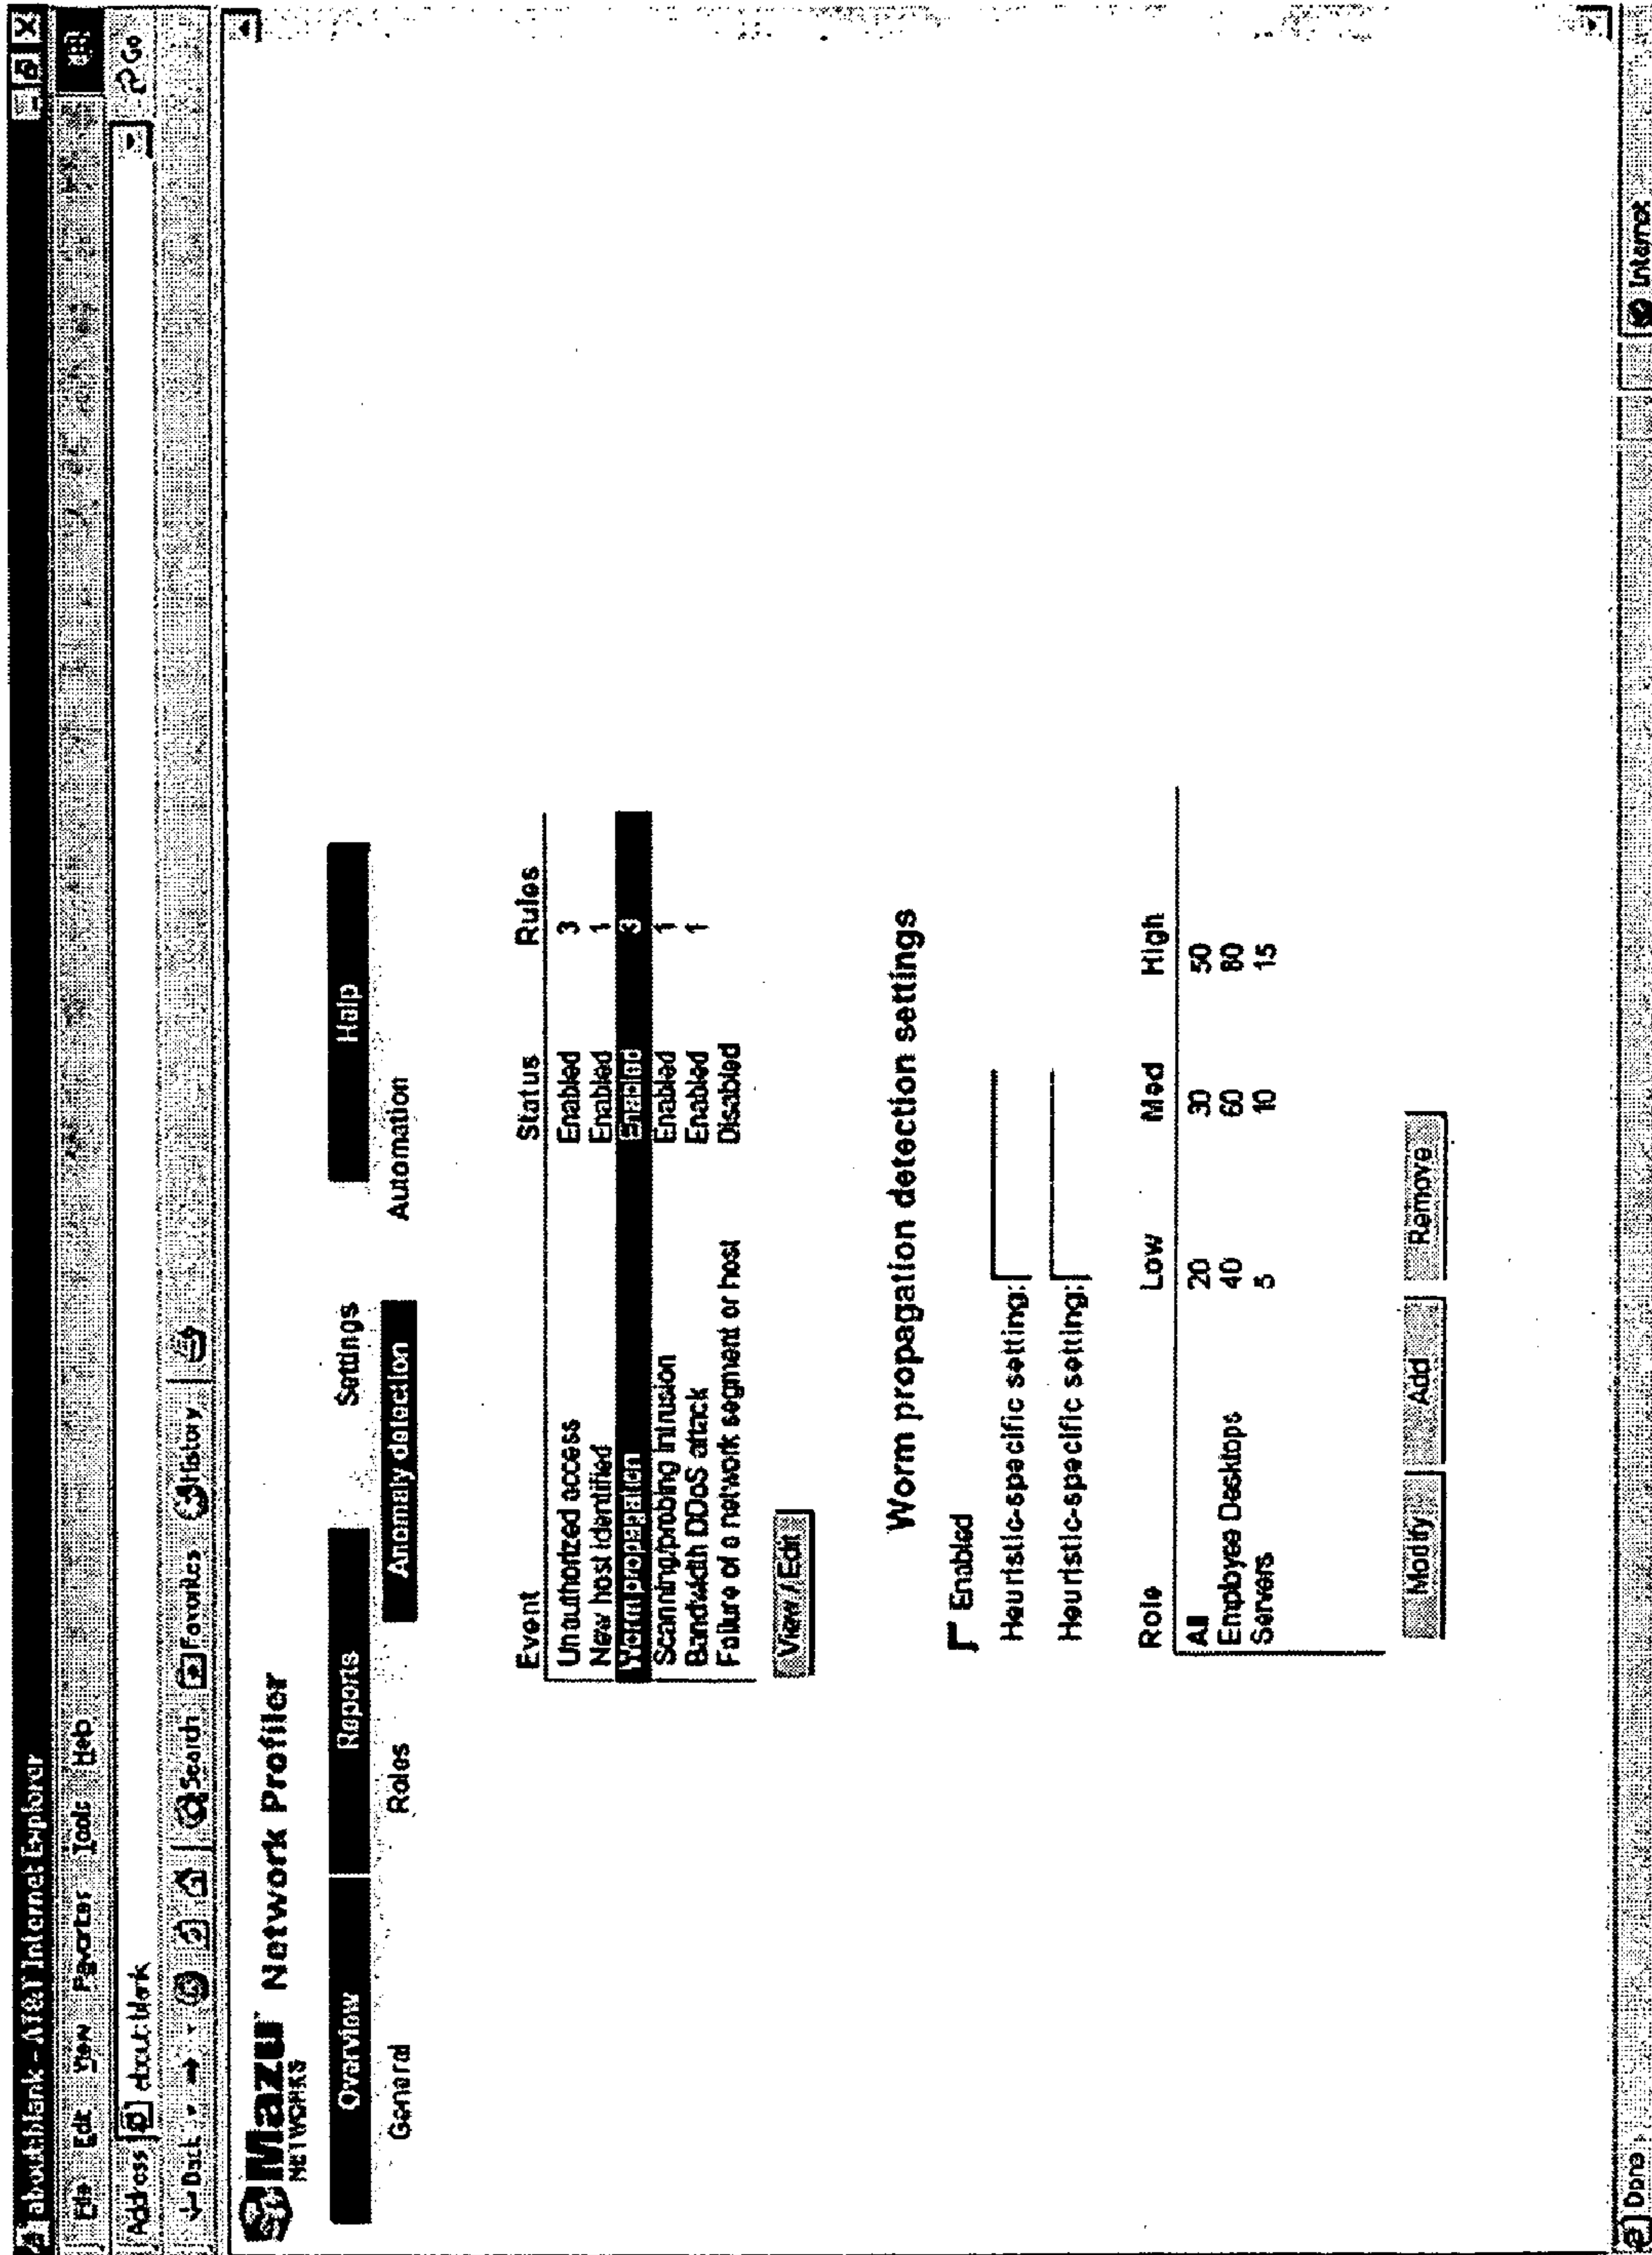 about:blank - AT&T Internet Explorer
File Edit View Favorites Tools Help
Address about:blank Go
Back Search Favorites History
Mazu™ Network Profiler
NETWORKS
Overview Reports Settings Help
General Roles Anomaly detection Automation
Event Status Rules
Unauthorized access Enabled 3
New host identified Enabled 1
Worm propagation Enabled 3
Scanning/probing intrusion Enabled 1
Bandwidth DDoS attack Enabled 1
Failure of a network segment or host Disabled
View / Edit
Worm propagation detection settings
Enabled
Heuristic-specific setting:
Heuristic-specific setting:
Role Low Med High
All 20 30 50
Employee Desktops 40 60 80
Servers 5 10 15
Modify Add Remove
Done Internet